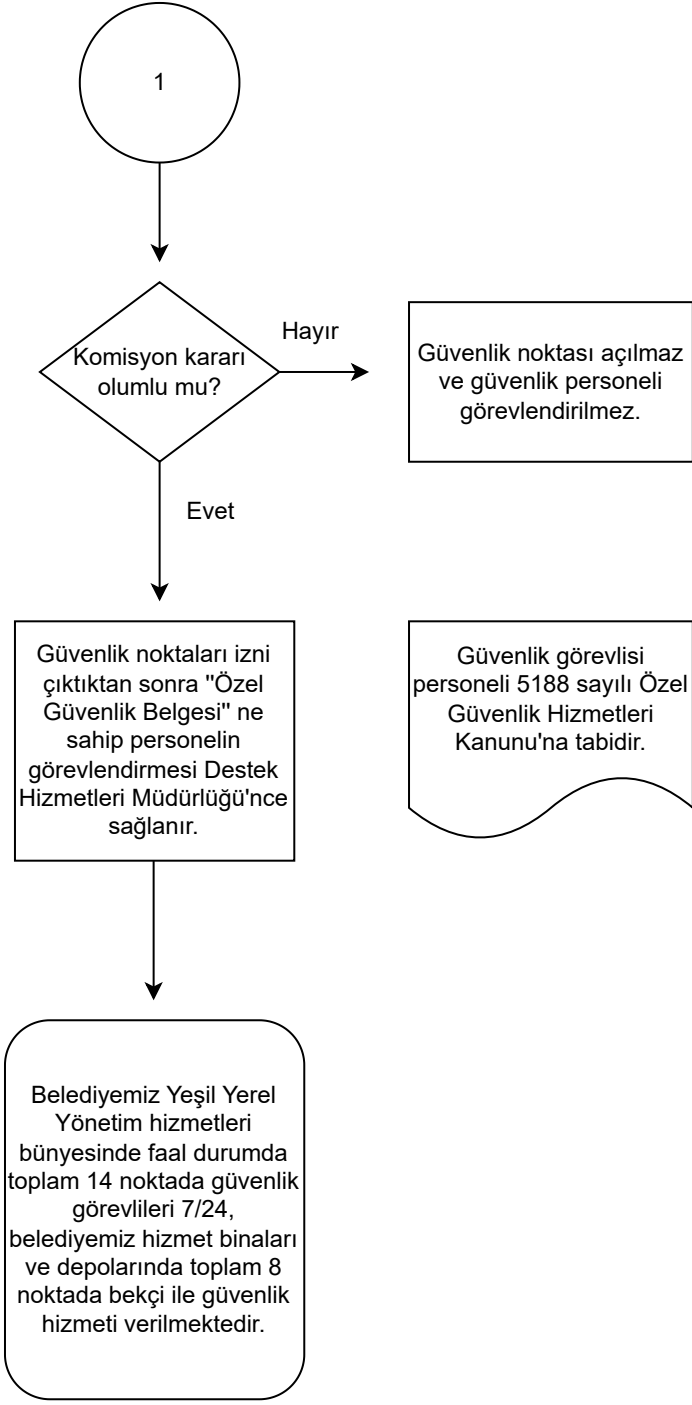 1
Komisyon kararı
olumlu mu?
Hayır
Güvenlik noktası açılmaz
ve güvenlik personeli
görevlendirilmez.
Evet
Güvenlik noktaları izni
çıktıktan sonra "Özel
Güvenlik Belgesi" ne
sahip personelin
görevlendirmesi Destek
Hizmetleri Müdürlüğü'nce
sağlanır.
Güvenlik görevlisi
personeli 5188 sayılı Özel
Güvenlik Hizmetleri
Kanunu'na tabidir.
Belediyemiz Yeşil Yerel
Yönetim hizmetleri
bünyesinde faal durumda
toplam 14 noktada güvenlik
görevlileri 7/24,
belediyemiz hizmet binaları
ve depolarında toplam 8
noktada bekçi ile güvenlik
hizmeti verilmektedir.